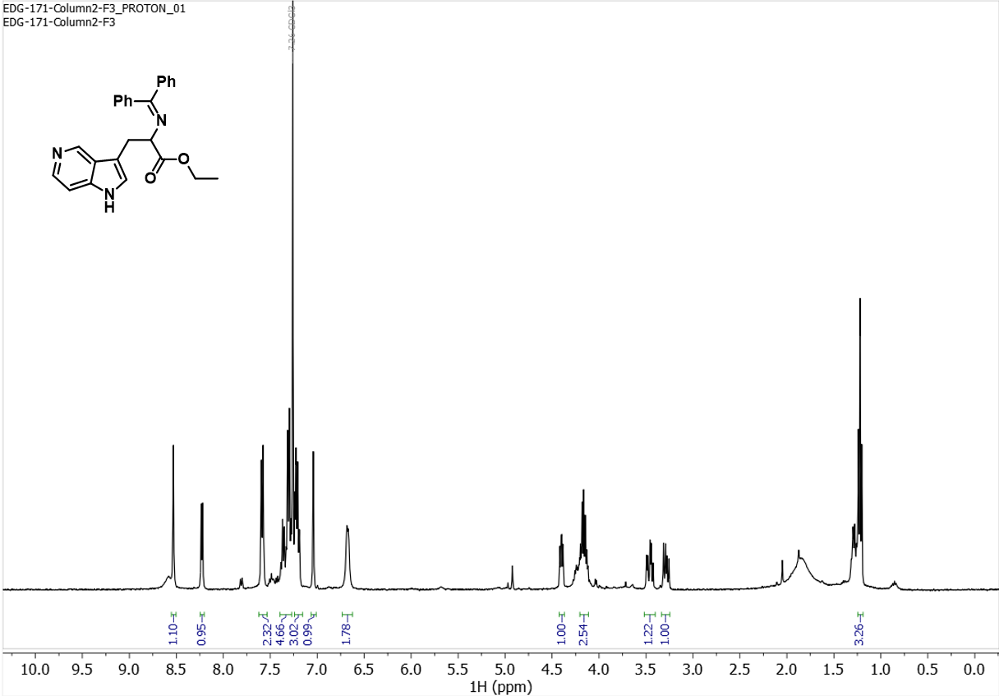 EDG-171-Column2-F3_PROTON_01
EDG-171-Column2-F3
7.26 CDCl3
Ph
Ph
N
N
O
O
N
H
1.10
0.95
2.32
4.66
3.02
0.99
1.78
1.00
2.54
1.22
1.00
3.26
10.0 9.5 9.0 8.5 8.0 7.5 7.0 6.5 6.0 5.5 5.0 4.5 4.0 3.5 3.0 2.5 2.0 1.5 1.0 0.5 0.0
1H (ppm)